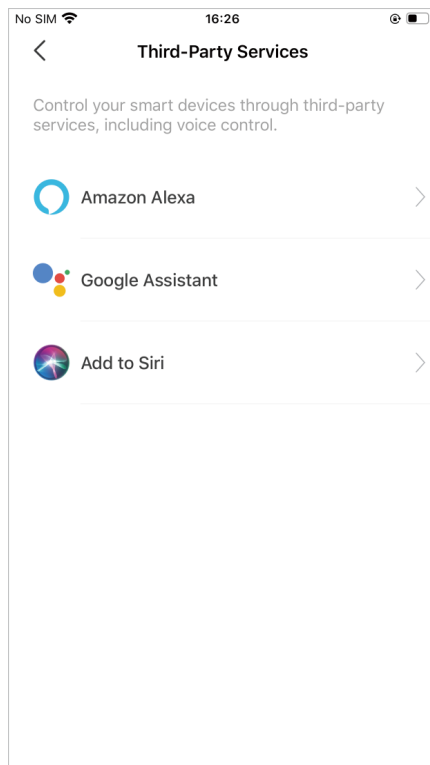 No SIM 16:26
Third-Party Services
Control your smart devices through third-party
services, including voice control.
Amazon Alexa
Google Assistant
Add to Siri